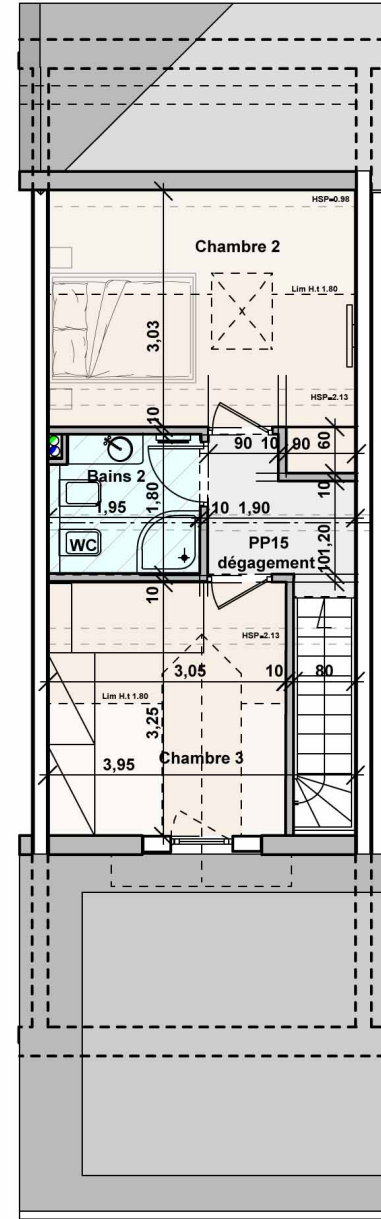 HSP=0.98
Chambre 2
Lim H.t 1.80
3,03
HSP=2.13
10
90 10 90
60
Bains 2
1,80
10
1,95
10 1,90
WC
PP15
dégagement
1,20
10
10
HSP=2.13
3,05
10
80
Lim H.t 1.80
3,25
3,95
Chambre 3